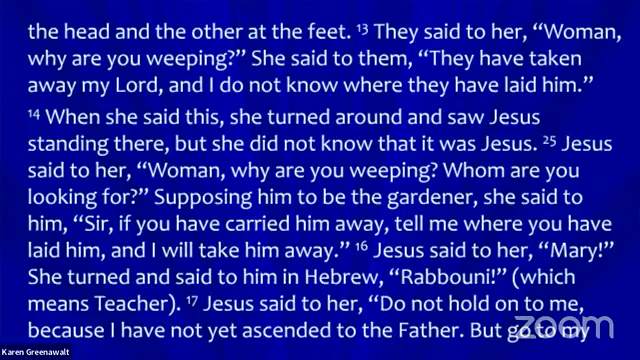 the head and the other at the feet. 13 They said to her, “Woman,
why are you weeping?” She said to them, “They have taken
away my Lord, and I do not know where they have laid him.”
14 When she said this, she turned around and saw Jesus
standing there, but she did not know that it was Jesus. 25 Jesus
said to her, “Woman, why are you weeping? Whom are you
looking for?” Supposing him to be the gardener, she said to
him, “Sir, if you have carried him away, tell me where you have
laid him, and I will take him away.” 16 Jesus said to her, “Mary!”
She turned and said to him in Hebrew, “Rabbouni!” (which
means Teacher). 17 Jesus said to her, “Do not hold on to me,
because I have not yet ascended to the Father. But go to my
zoom
Karen Greenawalt